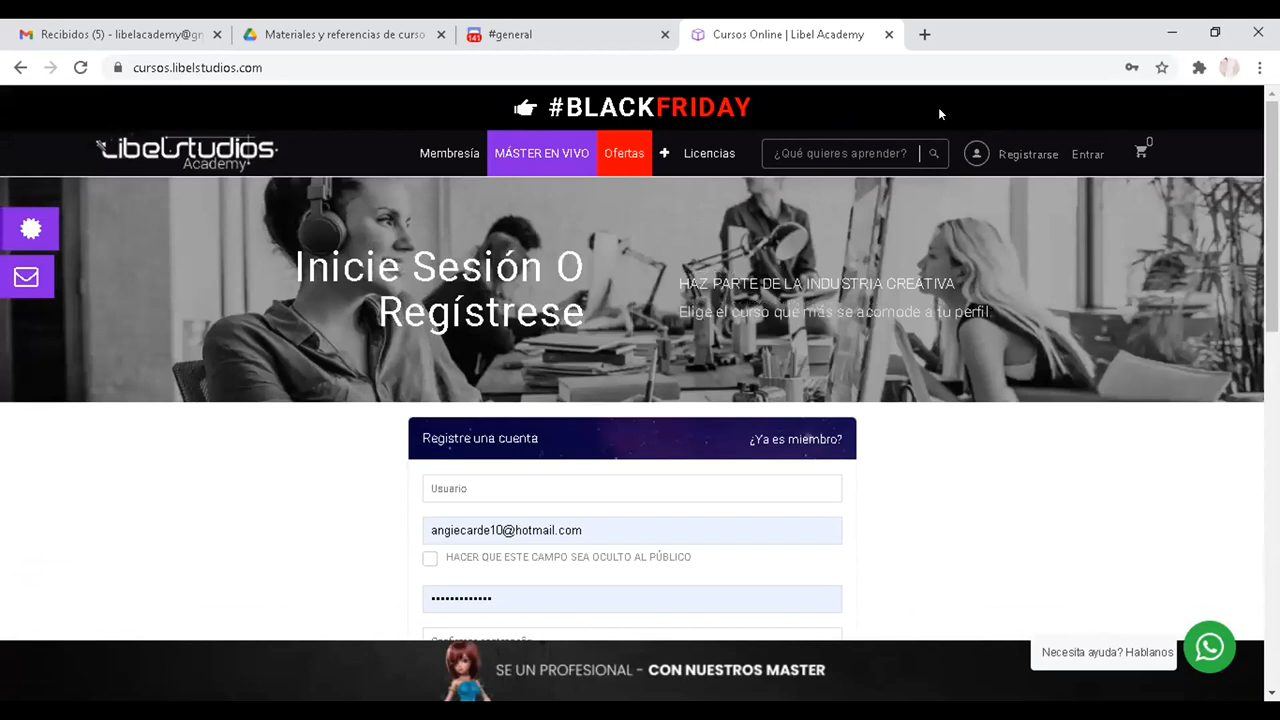 Recibidos (5) - libelacademy@gm
Materiales y referencias de curso
#general
Cursos Online | Libel Academy
cursos.libelstudios.com
#BLACKFRIDAY
Libelstudios
Academy
Membresía
MÁSTER EN VIVO
Ofertas
Licencias
¿Qué quieres aprender?
Registrarse
Entrar
0
Inicie Sesión O
Regístrese
HAZ PARTE DE LA INDUSTRIA CREATIVA
Elige el curso que más se acomode a tu perfil.
Registre una cuenta
¿Ya es miembro?
Usuario
angiecarde10@hotmail.com
HACER QUE ESTE CAMPO SEA OCULTO AL PÚBLICO
•••••••••••••
SE UN PROFESIONAL - CON NUESTROS MASTER
Necesita ayuda? Hablanos